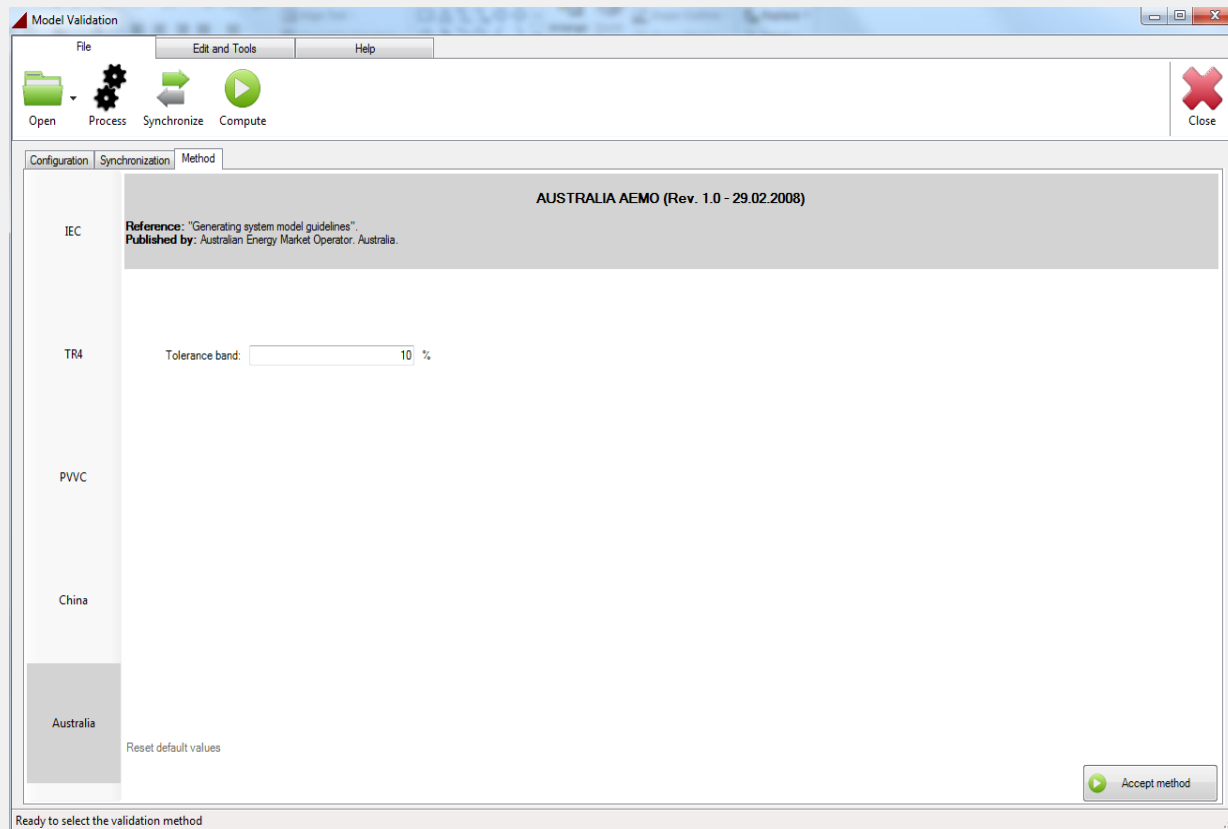 Model Validation
File Edit and Tools Help
Open Process Synchronize Compute Close
Configuration Synchronization Method
AUSTRALIA AEMO (Rev. 1.0 - 29.02.2008)
IEC
Reference: "Generating system model guidelines".
Published by: Australian Energy Market Operator. Australia.
TR4
Tolerance band: 10 %
PVVC
China
Australia
Reset default values
Accept method
Ready to select the validation method